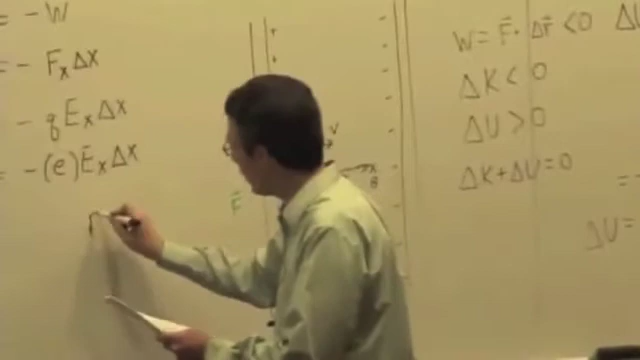 = -W
= - FₓΔx
- qEₓΔx
= -(e)EₓΔx
F⃗
v
W = F⃗ · Δr⃗ < 0
ΔK < 0
ΔU > 0
ΔK + ΔU = 0
ΔU =